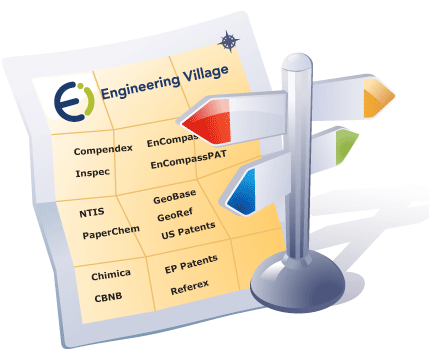 Engineering Village
Compendex
Inspec
EnCompass
EnCompassPAT
NTIS
PaperChem
GeoBase
GeoRef
US Patents
Chimica
CBNB
EP Patents
Referex